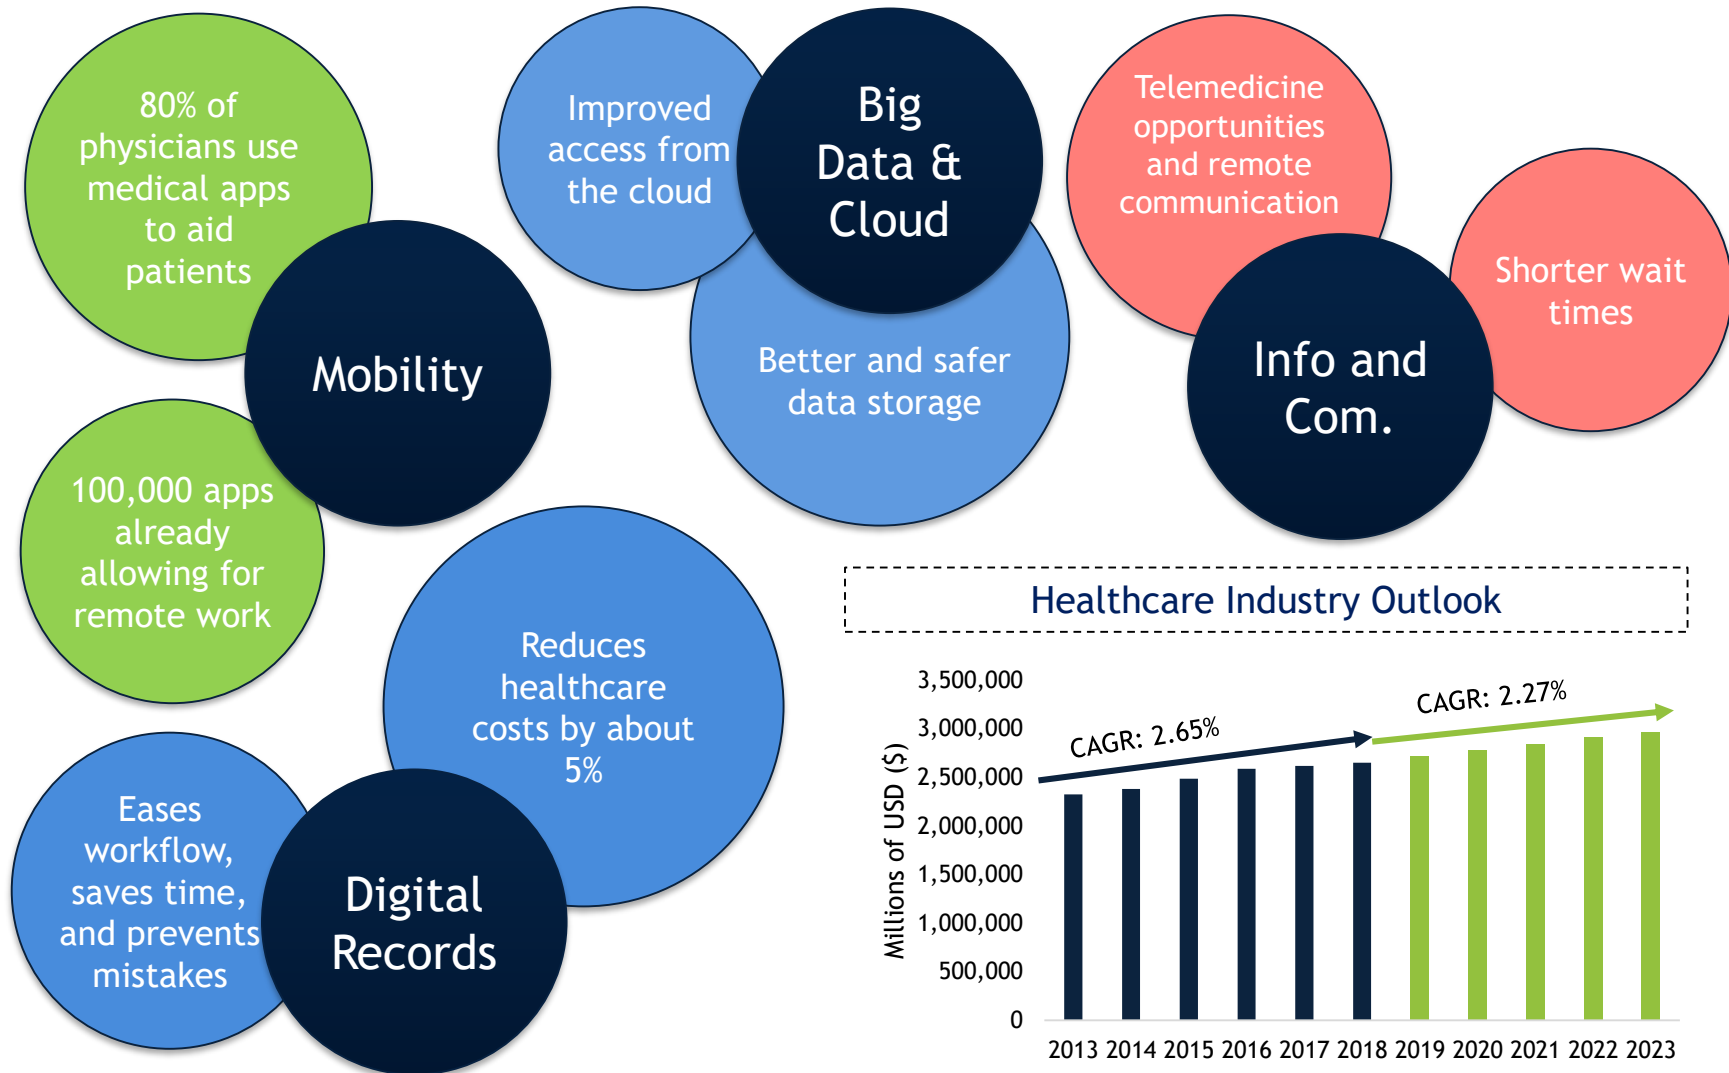 80% of
physicians use
medical apps
to aid
patients
Mobility
100,000 apps
already
allowing for
remote work
Improved
access from
the cloud
Big
Data &
Cloud
Better and safer
data storage
Telemedicine
opportunities
and remote
communication
Shorter wait
times
Info and
Com.
Reduces
healthcare
costs by about
5%
Eases
workflow,
saves time,
and prevents
mistakes
Digital
Records
Healthcare Industry Outlook
Millions of USD ($)
3,500,000
3,000,000
2,500,000
2,000,000
1,500,000
1,000,000
500,000
0
CAGR: 2.65%
CAGR: 2.27%
2013 2014 2015 2016 2017 2018 2019 2020 2021 2022 2023